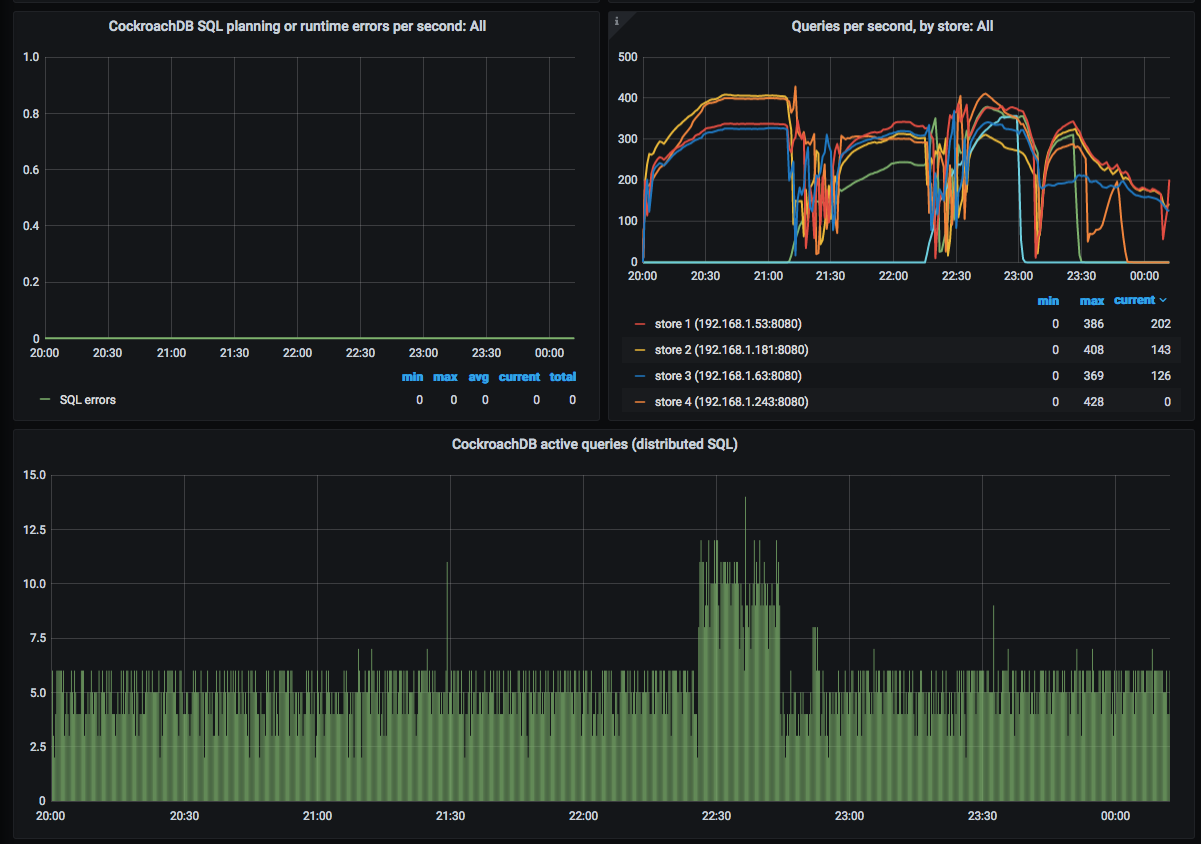 CockroachDB SQL planning or runtime errors per second: All
1.0
0.8
0.6
0.4
0.2
0
20:00 20:30 21:00 21:30 22:00 22:30 23:00 23:30 00:00
min max avg current total
SQL errors 0 0 0 0 0
i
Queries per second, by store: All
500
400
300
200
100
0
20:00 20:30 21:00 21:30 22:00 22:30 23:00 23:30 00:00
min max current
store 1 (192.168.1.53:8080) 0 386 202
store 2 (192.168.1.181:8080) 0 408 143
store 3 (192.168.1.63:8080) 0 369 126
store 4 (192.168.1.243:8080) 0 428 0
CockroachDB active queries (distributed SQL)
15.0
12.5
10.0
7.5
5.0
2.5
0
20:00 20:30 21:00 21:30 22:00 22:30 23:00 23:30 00:00